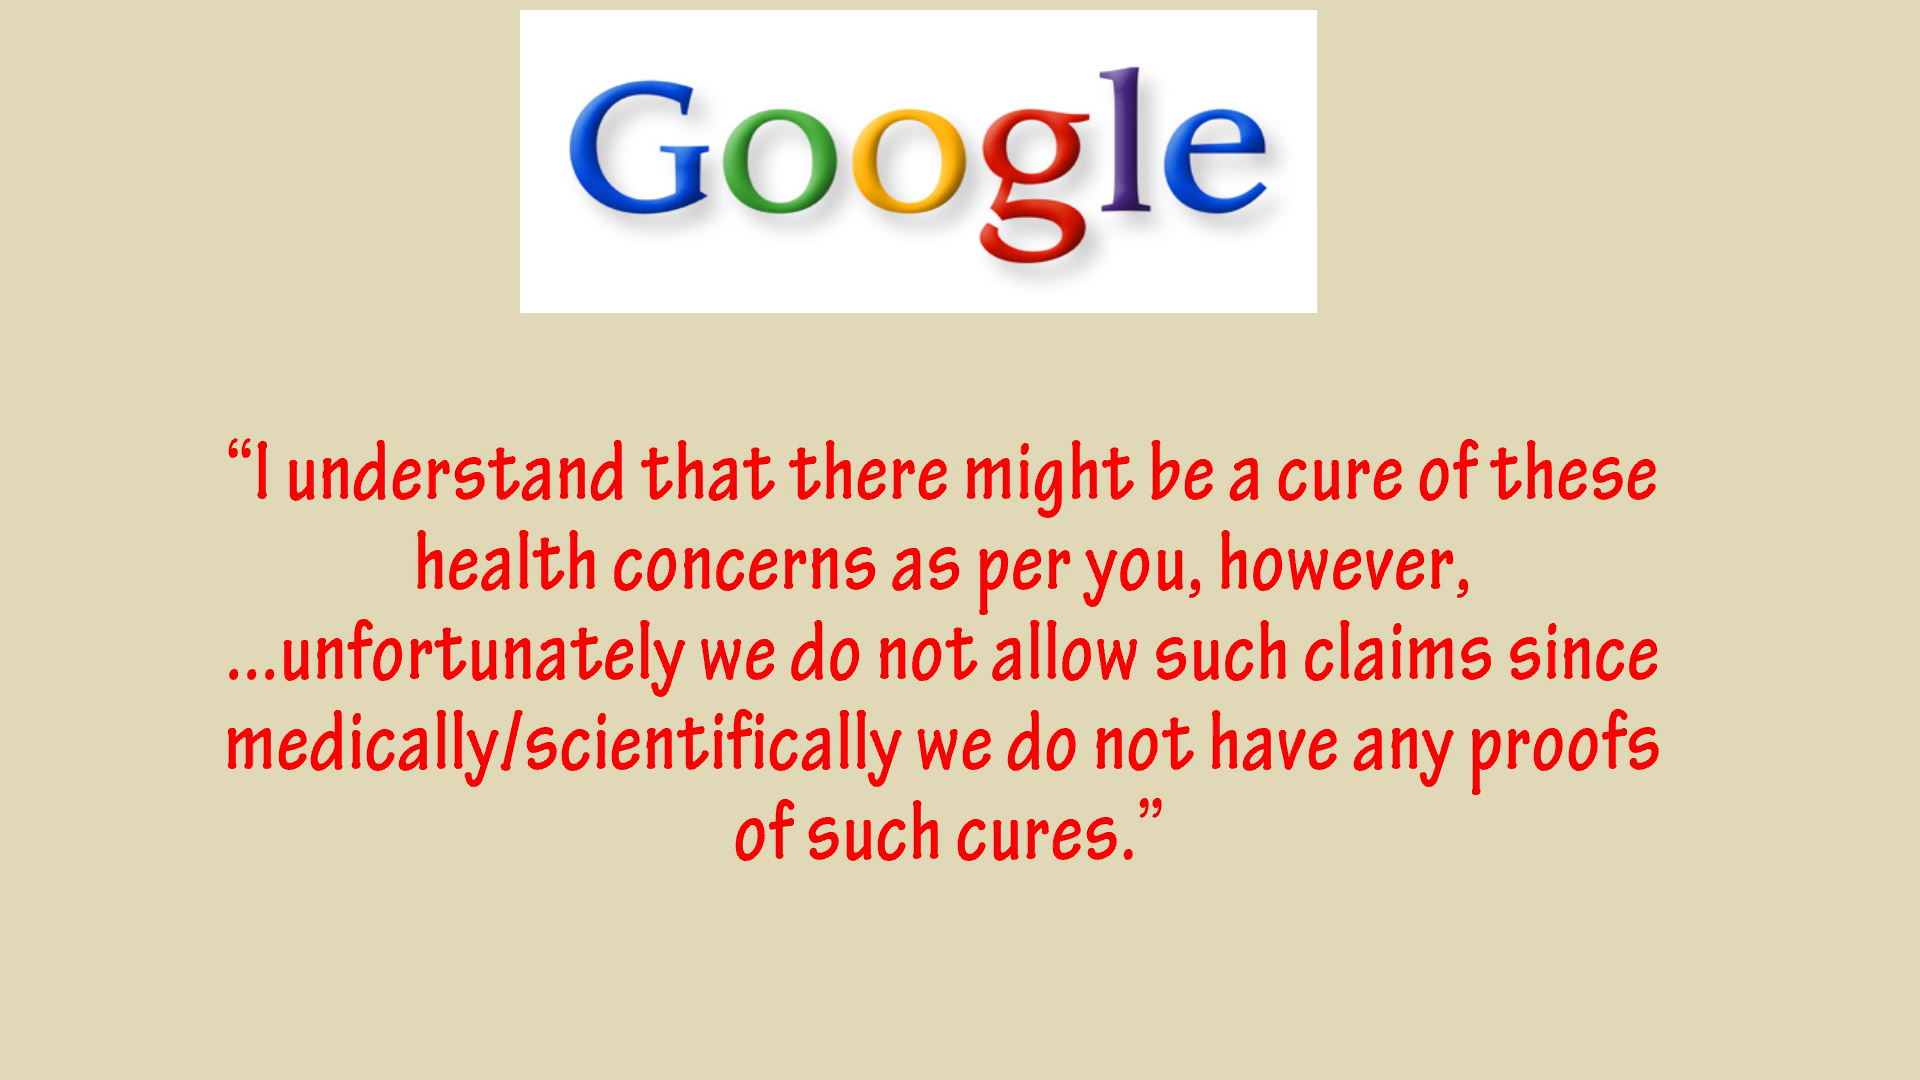 Google
“I understand that there might be a cure of these
health concerns as per you, however,
...unfortunately we do not allow such claims since
medically/scientifically we do not have any proofs
of such cures.”